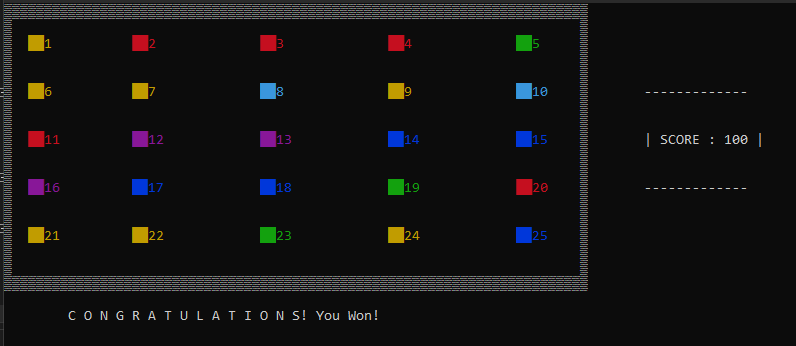 1 2 3 4 5
6 7 8 9 10 -------------
11 12 13 14 15 | SCORE : 100 |
16 17 18 19 20 -------------
21 22 23 24 25
C O N G R A T U L A T I O N S! You Won!